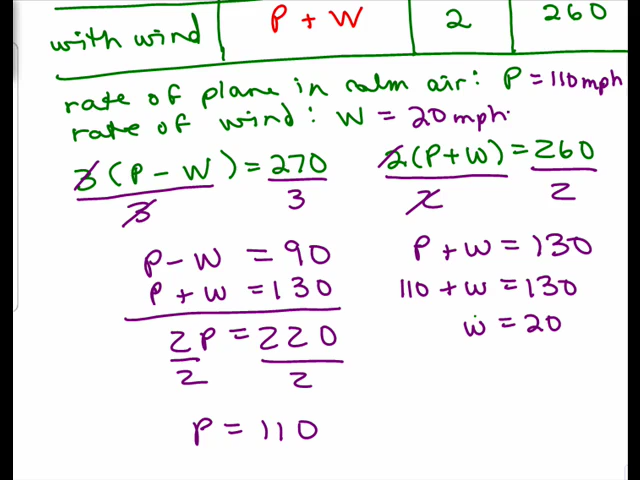 with wind P + W 2 260
rate of plane in calm air: P = 110 mph
rate of wind: W = 20 mph.
3 (P - W) = 270 2 (P + W) = 260
3 3 2 2
P - W = 90 P + W = 130
P + W = 130 110 + W = 130
2P = 220 W = 20
2 2
P = 110